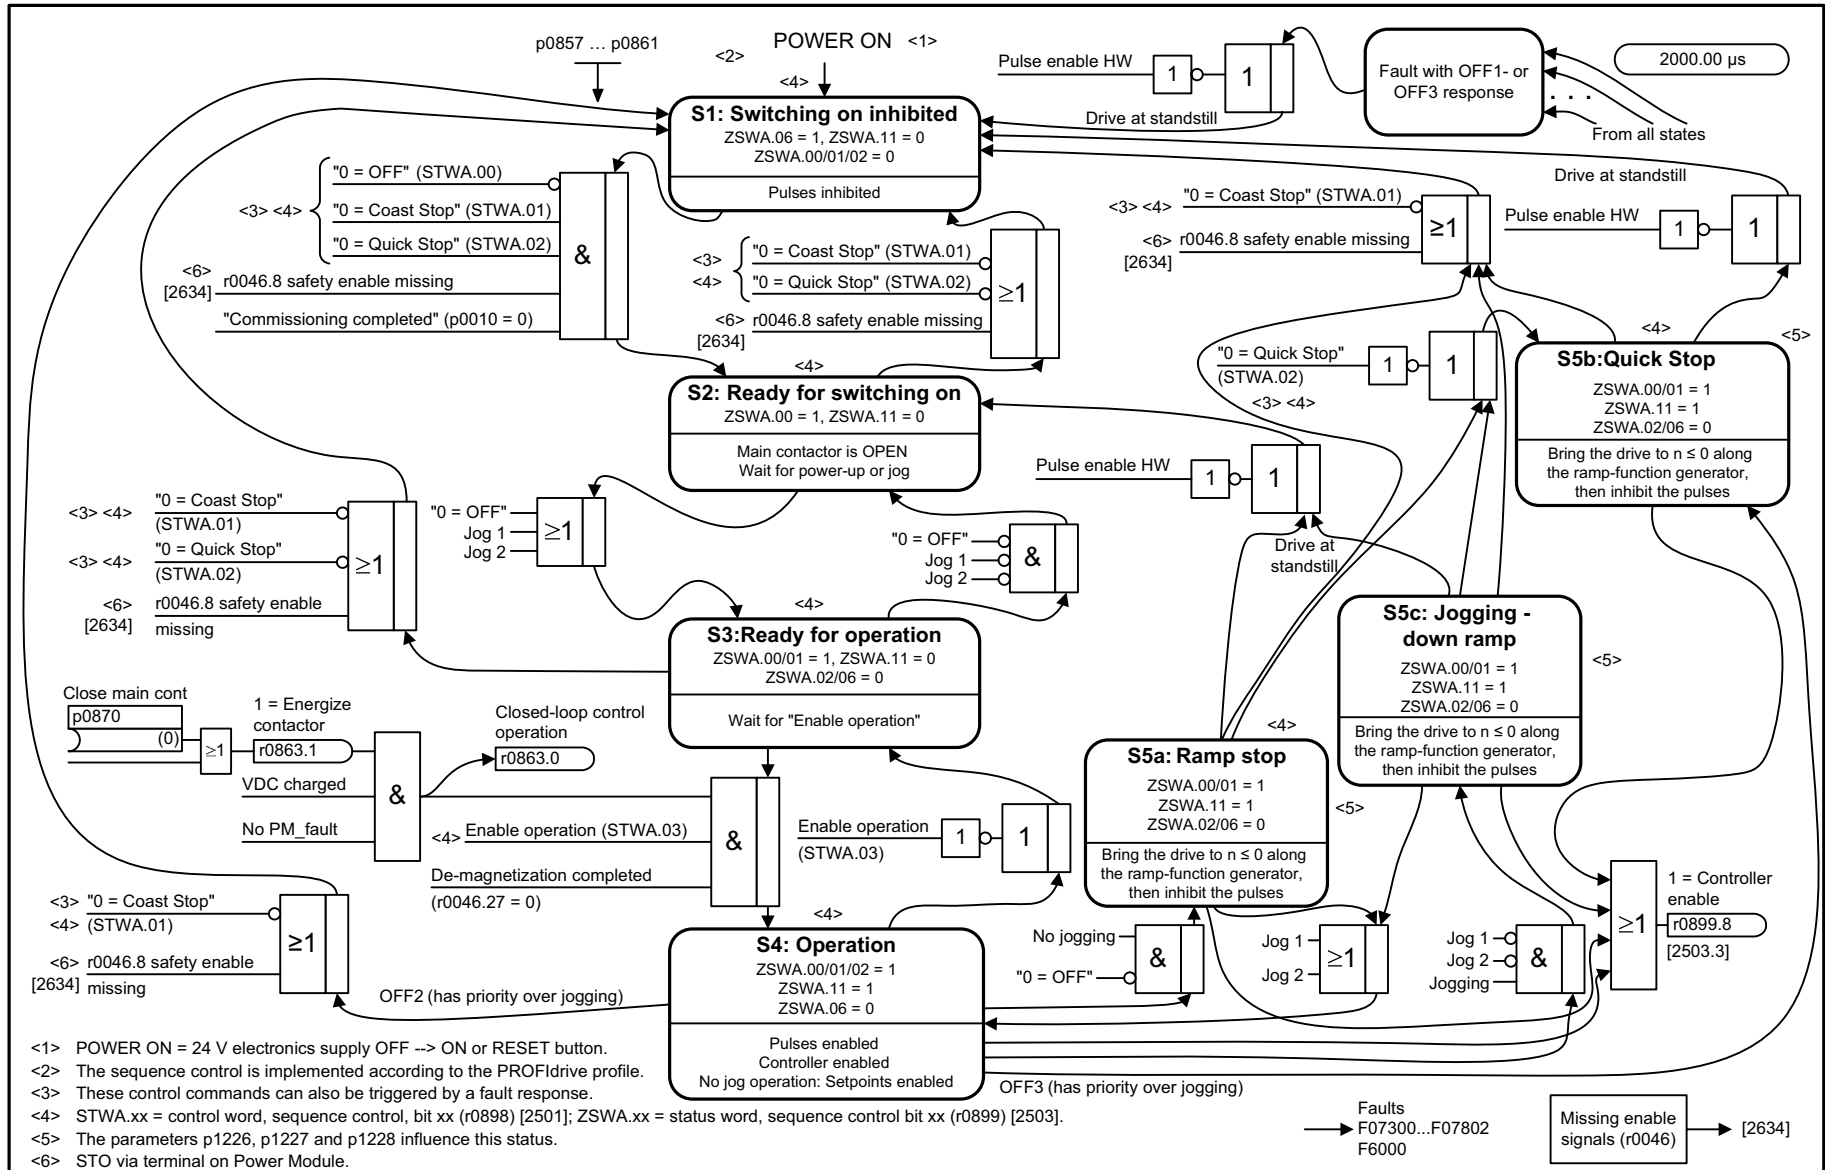 p0857 ... p0861
<2>
POWER ON <1>
<4>
Pulse enable HW
1
1
Drive at standstill
Fault with OFF1- or
OFF3 response
. . .
From all states
2000.00 µs
S1: Switching on inhibited
ZSWA.06 = 1, ZSWA.11 = 0
ZSWA.00/01/02 = 0
Pulses inhibited
<3> <4>
"0 = OFF" (STWA.00)
"0 = Coast Stop" (STWA.01)
"0 = Quick Stop" (STWA.02)
<6>
[2634]
r0046.8 safety enable missing
"Commissioning completed" (p0010 = 0)
&
<3>
<4>
"0 = Coast Stop" (STWA.01)
"0 = Quick Stop" (STWA.02)
<6>
[2634]
r0046.8 safety enable missing
≥1
<3> <4>
"0 = Coast Stop" (STWA.01)
<6>
[2634]
r0046.8 safety enable missing
≥1
Drive at standstill
Pulse enable HW
1
1
<4>
<5>
"0 = Quick Stop"
(STWA.02)
<3> <4>
1
1
S5b:Quick Stop
ZSWA.00/01 = 1
ZSWA.11 = 1
ZSWA.02/06 = 0
Bring the drive to n ≤ 0 along
the ramp-function generator,
then inhibit the pulses
<4>
S2: Ready for switching on
ZSWA.00 = 1, ZSWA.11 = 0
Main contactor is OPEN
Wait for power-up or jog
Pulse enable HW
1
1
Drive at
standstill
<3> <4>
"0 = Coast Stop"
(STWA.01)
<3> <4>
"0 = Quick Stop"
(STWA.02)
<6>
[2634]
r0046.8 safety enable
missing
≥1
"0 = OFF"
Jog 1
Jog 2
≥1
"0 = OFF"
Jog 1
Jog 2
&
<4>
S3:Ready for operation
ZSWA.00/01 = 1, ZSWA.11 = 0
ZSWA.02/06 = 0
Wait for "Enable operation"
S5c: Jogging -
down ramp
ZSWA.00/01 = 1
ZSWA.11 = 1
ZSWA.02/06 = 0
Bring the drive to n ≤ 0 along
the ramp-function generator,
then inhibit the pulses
<5>
Close main cont
p0870
(0)
≥1
1 = Energize
contactor
r0863.1
VDC charged
No PM_fault
&
Closed-loop control
operation
r0863.0
<4> Enable operation (STWA.03)
De-magnetization completed
(r0046.27 = 0)
&
Enable operation
(STWA.03)
1
1
<4>
S5a: Ramp stop
ZSWA.00/01 = 1
ZSWA.11 = 1
ZSWA.02/06 = 0
Bring the drive to n ≤ 0 along
the ramp-function generator,
then inhibit the pulses
<5>
<3>
<4>
"0 = Coast Stop"
(STWA.01)
<6>
[2634]
r0046.8 safety enable
missing
≥1
OFF2 (has priority over jogging)
<4>
S4: Operation
ZSWA.00/01/02 = 1
ZSWA.11 = 1
ZSWA.06 = 0
Pulses enabled
Controller enabled
No jog operation: Setpoints enabled
No jogging
"0 = OFF"
&
Jog 1
Jog 2
≥1
Jog 1
Jog 2
Jogging
&
≥1
1 = Controller
enable
r0899.8
[2503.3]
OFF3 (has priority over jogging)
<1> POWER ON = 24 V electronics supply OFF --> ON or RESET button.
<2> The sequence control is implemented according to the PROFIdrive profile.
<3> These control commands can also be triggered by a fault response.
<4> STWA.xx = control word, sequence control, bit xx (r0898) [2501]; ZSWA.xx = status word, sequence control bit xx (r0899) [2503].
<5> The parameters p1226, p1227 and p1228 influence this status.
<6> STO via terminal on Power Module.
Faults
F07300...F07802
F6000
Missing enable
signals (r0046)
[2634]